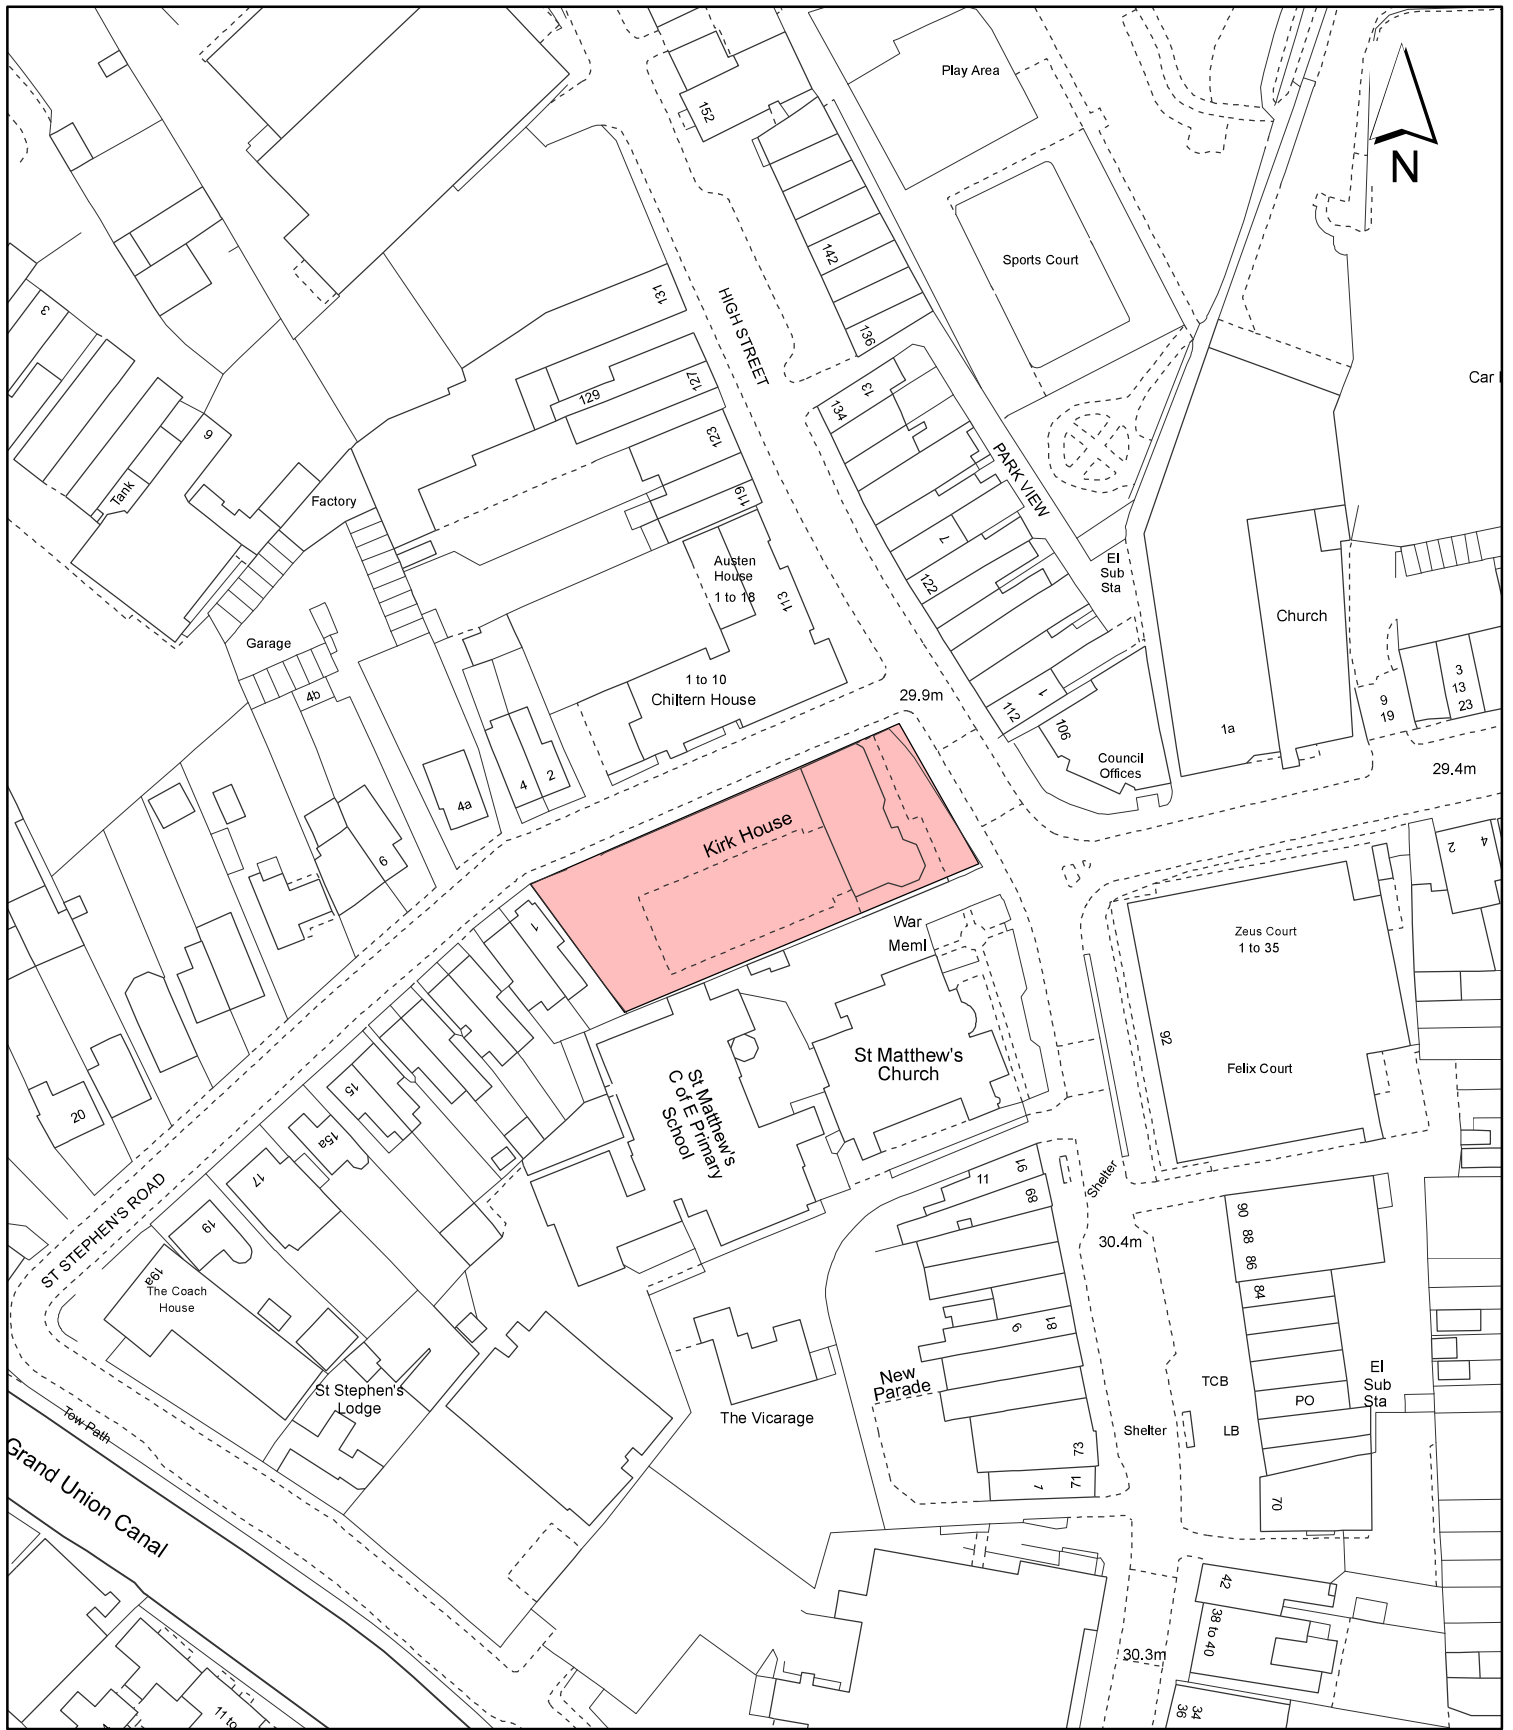 Play Area
152
N
142
Sports Court
3
131
HIGH STREET
136
Car
129
127
13
134
6
123
PARK VIEW
Tank
Factory
119
Austen
House
1 to 18
7
El
Sub
Sta
122
113
Church
Garage
4b
1 to 10
Chiltern House
29.9m
1
112
106
3
13
23
9
19
1a
Council
Offices
29.4m
4a
4
2
Kirk House
6
2
4
1
War
Meml
Zeus Court
1 to 35
92
St Matthew's
Church
Felix Court
St Matthew's
C of E Primary
School
15
20
15a
17
Shelter
11
91
89
ST STEPHEN'S ROAD
19
19a
The Coach
House
30.4m
90
88
86
84
9
81
New
Parade
TCB
El
Sub
Sta
PO
St Stephen's
Lodge
The Vicarage
Shelter
LB
Tow Path
73
Grand Union Canal
7
71
70
42
38 to 40
30.3m
34
36
11 to